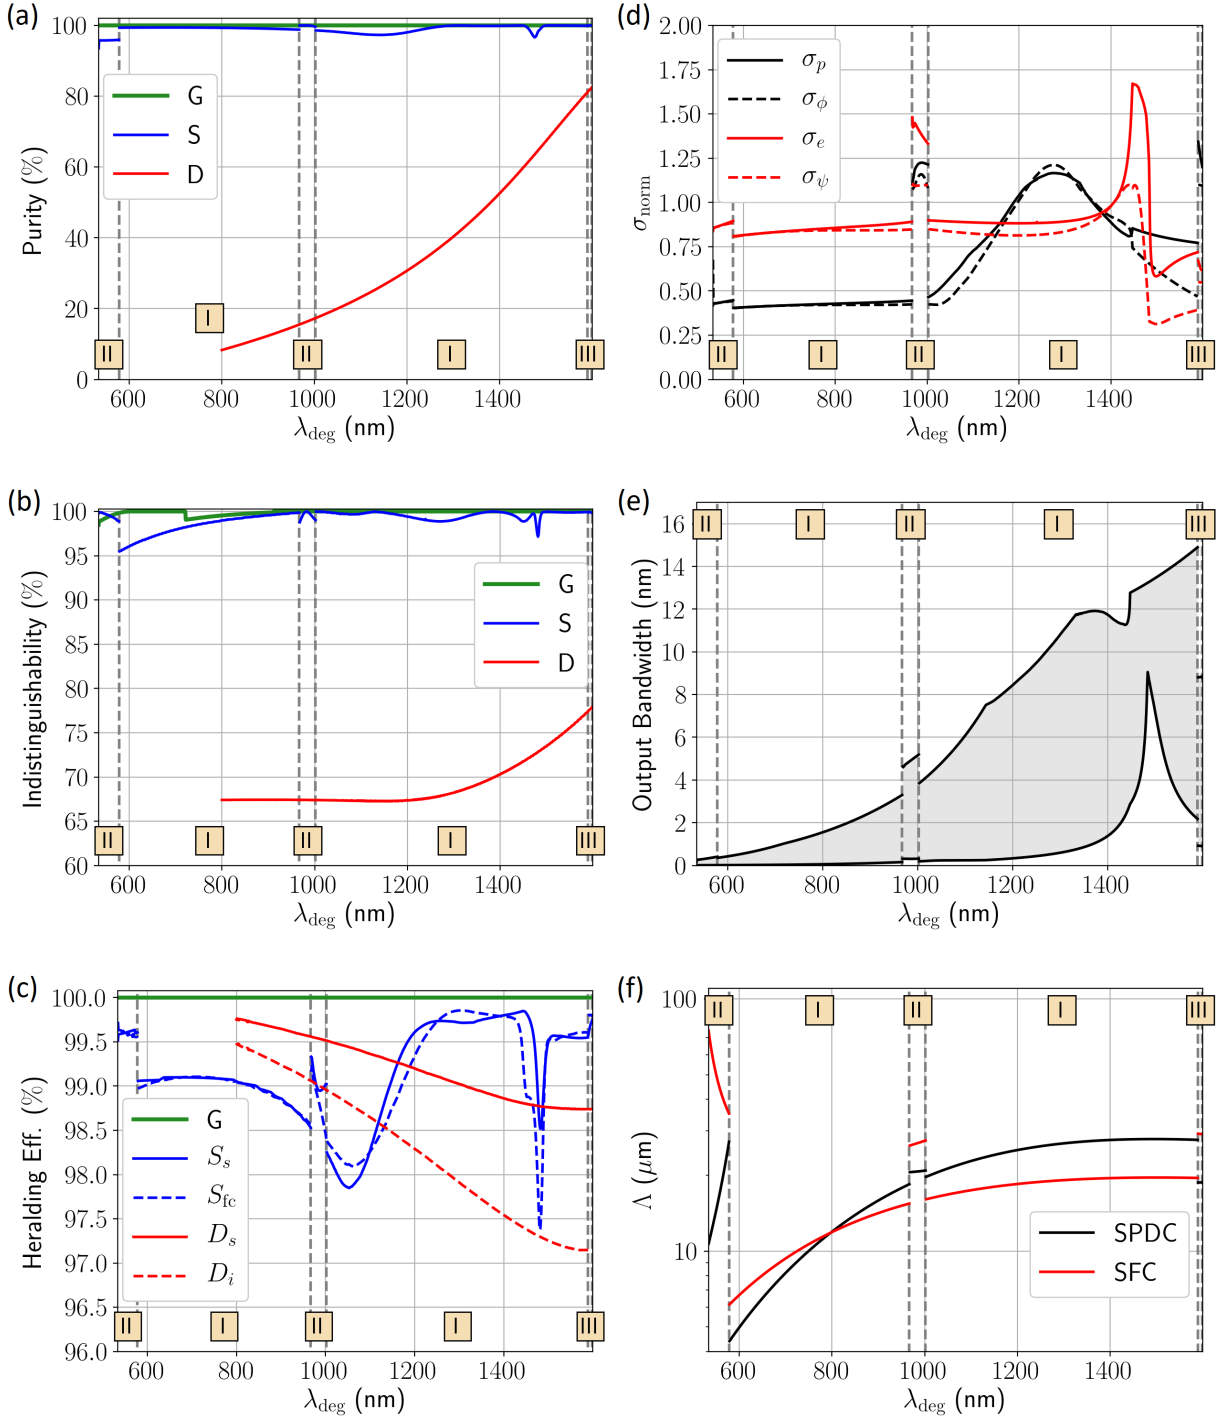 (a)
100
80
60
40
20
0
Purity (%)
G
S
D
II
I
II
I
III
600
800
1000
1200
1400
λdeg (nm)
(d)
2.00
1.75
1.50
1.25
1.00
0.75
0.50
0.25
0.00
σnorm
σp
σϕ
σe
σψ
II
I
II
I
III
600
800
1000
1200
1400
λdeg (nm)
(b)
100
95
90
85
80
75
70
65
60
Indistinguishability (%)
G
S
D
II
I
II
I
III
600
800
1000
1200
1400
λdeg (nm)
(e)
16
14
12
10
8
6
4
2
0
Output Bandwidth (nm)
II
I
II
I
III
600
800
1000
1200
1400
λdeg (nm)
(c)
100.0
99.5
99.0
98.5
98.0
97.5
97.0
96.5
96.0
Heralding Eff. (%)
G
Ss
Sfc
Ds
Di
II
I
II
I
III
600
800
1000
1200
1400
λdeg (nm)
(f)
100
10
Λ (μm)
II
I
II
I
III
SPDC
SFC
600
800
1000
1200
1400
λdeg (nm)